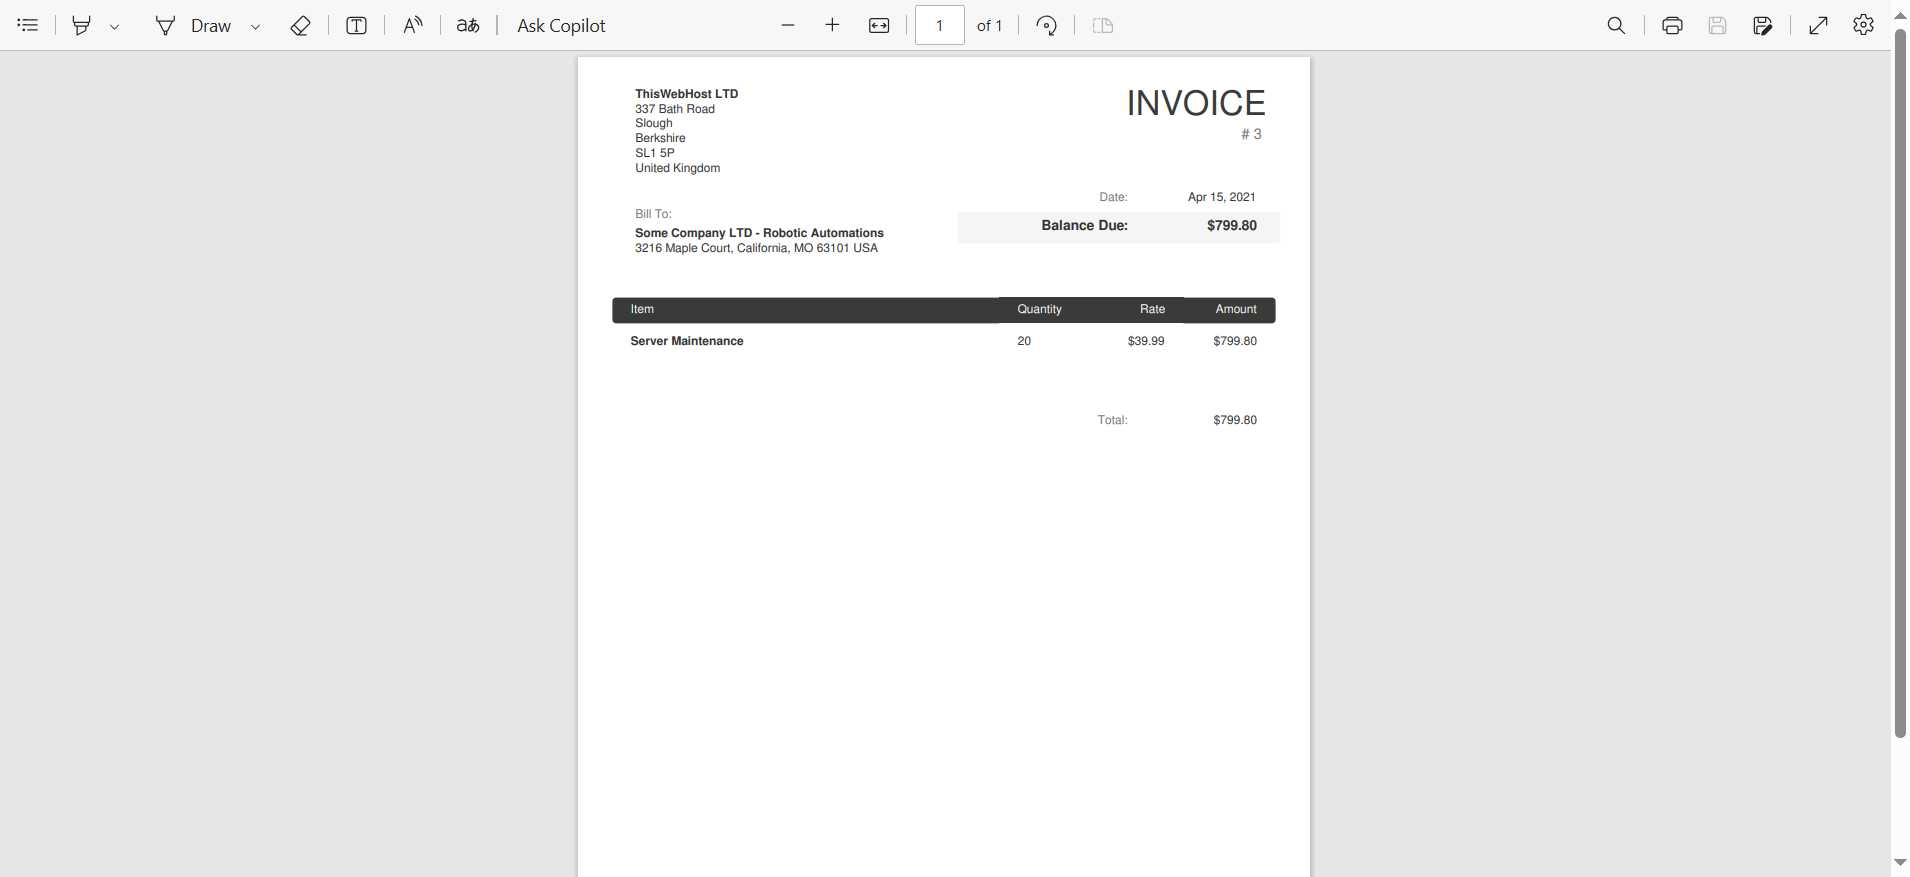 Draw
T
A
aあ
Ask Copilot
1
of 1
ThisWebHost LTD
337 Bath Road
Slough
Berkshire
SL1 5P
United Kingdom
INVOICE
# 3
Date: Apr 15, 2021
Balance Due: $799.80
Bill To:
Some Company LTD - Robotic Automations
3216 Maple Court, California, MO 63101 USA
Item Quantity Rate Amount
Server Maintenance 20 $39.99 $799.80
Total: $799.80